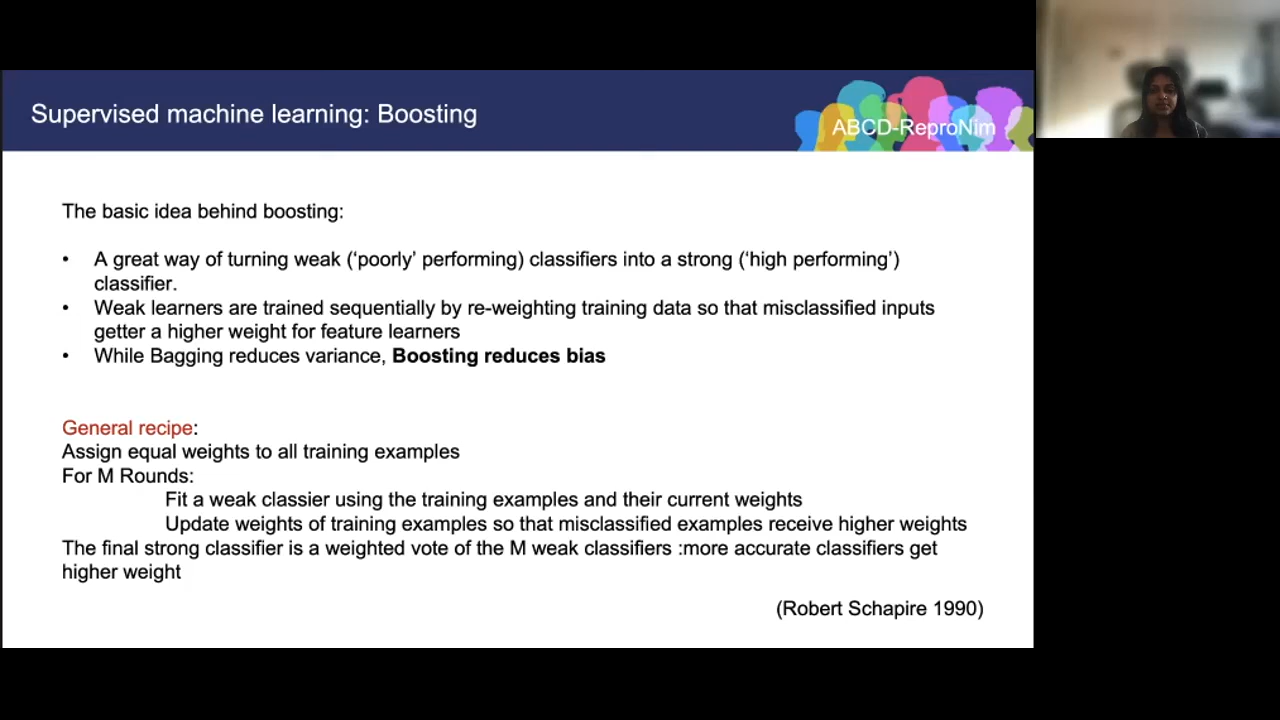 Supervised machine learning: Boosting
ABCD-ReproNim
The basic idea behind boosting:
• A great way of turning weak (‘poorly’ performing) classifiers into a strong (‘high performing’)
classifier.
• Weak learners are trained sequentially by re-weighting training data so that misclassified inputs
getter a higher weight for feature learners
• While Bagging reduces variance, Boosting reduces bias
General recipe:
Assign equal weights to all training examples
For M Rounds:
Fit a weak classier using the training examples and their current weights
Update weights of training examples so that misclassified examples receive higher weights
The final strong classifier is a weighted vote of the M weak classifiers :more accurate classifiers get
higher weight
(Robert Schapire 1990)